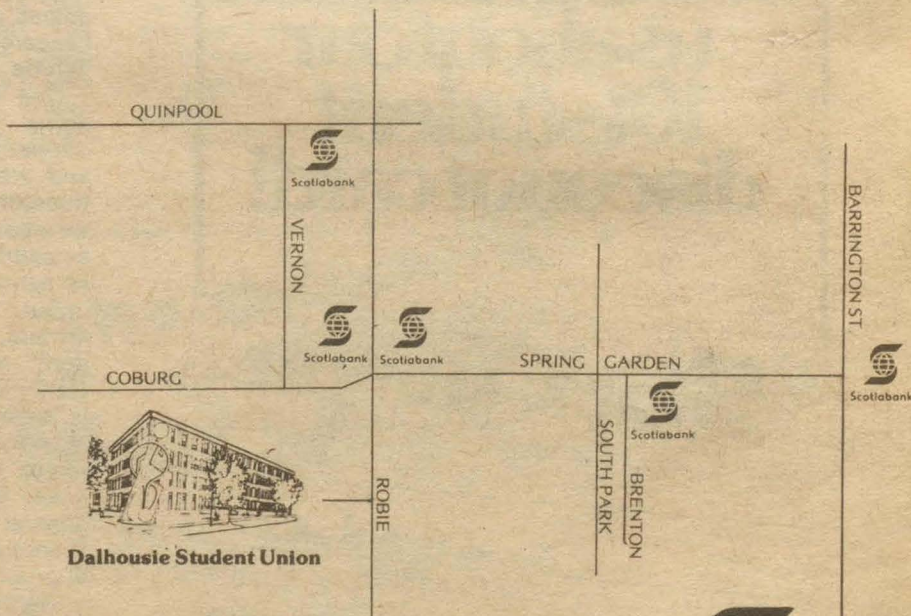 QUINPOOL
Scotiabank
VERNON
BARRINGTON ST
Scotiabank
Scotiabank
SPRING GARDEN
Scotiabank
COBURG
Scotiabank
SOUTH PARK
BRENTON
ROBIE
Dalhousie Student Union